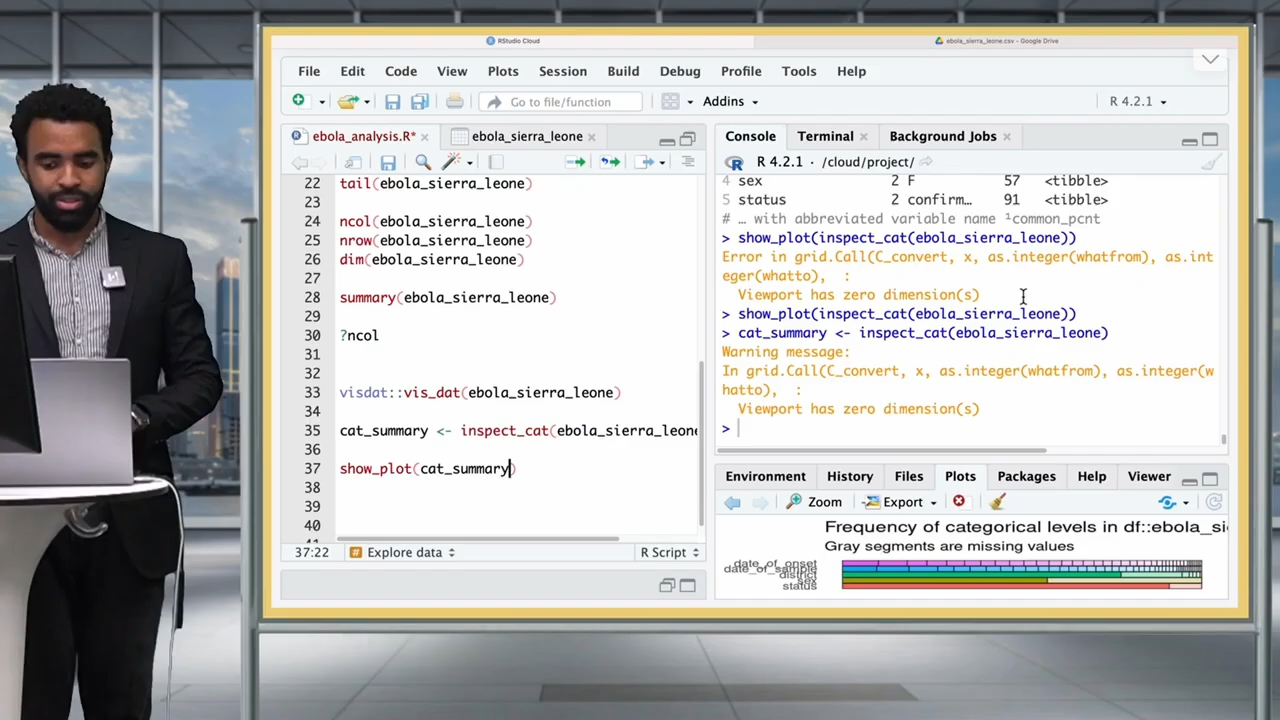 RStudio Cloud
ebola_sierra_leone.csv - Google Drive
File Edit Code View Plots Session Build Debug Profile Tools Help
Go to file/function Addins R 4.2.1
ebola_analysis.R* ebola_sierra_leone
22 tail(ebola_sierra_leone)
23
24 ncol(ebola_sierra_leone)
25 nrow(ebola_sierra_leone)
26 dim(ebola_sierra_leone)
27
28 summary(ebola_sierra_leone)
29
30 ?ncol
31
32
33 visdat::vis_dat(ebola_sierra_leone)
34
35 cat_summary <- inspect_cat(ebola_sierra_leone
36
37 show_plot(cat_summary)
38
39
40
37:22 # Explore data R Script
Console Terminal Background Jobs
R 4.2.1 · /cloud/project/
4 sex 2 F 57 <tibble>
5 status 2 confirm… 91 <tibble>
# … with abbreviated variable name ¹common_pcnt
> show_plot(inspect_cat(ebola_sierra_leone))
Error in grid.Call(C_convert, x, as.integer(whatfrom), as.int
eger(whatto), :
Viewport has zero dimension(s)
> show_plot(inspect_cat(ebola_sierra_leone))
> cat_summary <- inspect_cat(ebola_sierra_leone)
Warning message:
In grid.Call(C_convert, x, as.integer(whatfrom), as.integer(w
hatto), :
Viewport has zero dimension(s)
>
Environment History Files Plots Packages Help Viewer
Zoom Export
Frequency of categorical levels in df::ebola_si
Gray segments are missing values
date_of_onset
date_of_sample
district
status